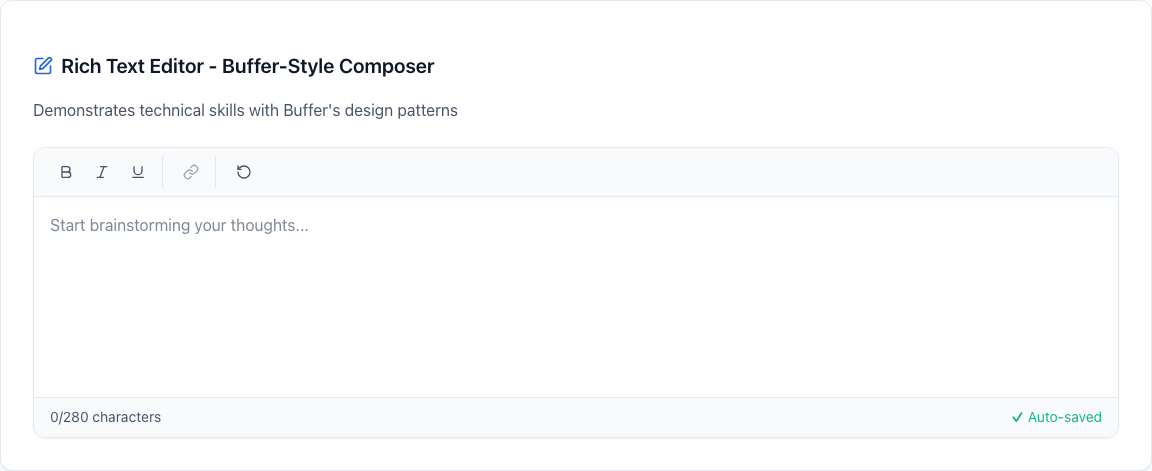 Rich Text Editor - Buffer-Style Composer
Demonstrates technical skills with Buffer's design patterns
B I U
Start brainstorming your thoughts...
0/280 characters
Auto-saved